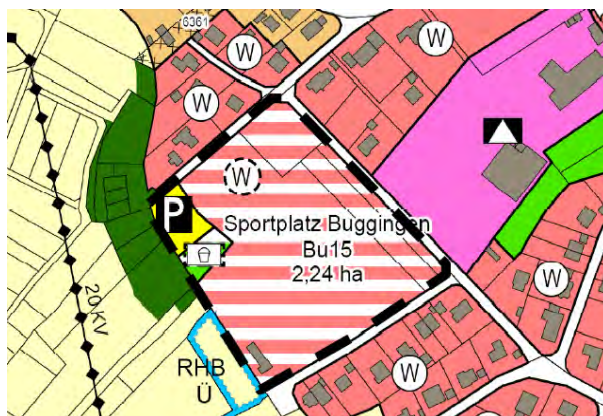 6361
W
W
W
W
W
P
Sportplatz Buggingen
Bu15
2,24 ha
W
20 KV
RHB
Ü
W